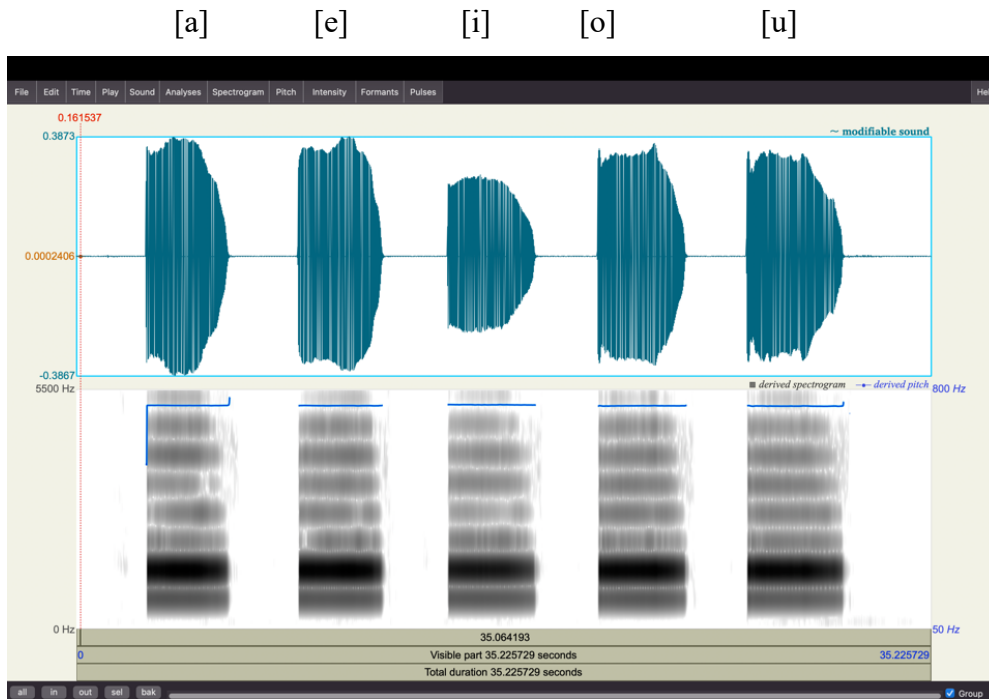 [a] [e] [i] [o] [u]
File Edit Time Play Sound Analyses Spectrogram Pitch Intensity Formants Pulses
0.161537
0.3873
~ modifiable sound
0.0002406
-0.3867
5500 Hz
derived spectrogram derived pitch
800 Hz
0 Hz
50 Hz
35.064193
0 Visible part 35.225729 seconds 35.225729
Total duration 35.225729 seconds
all in out sel bak
Group